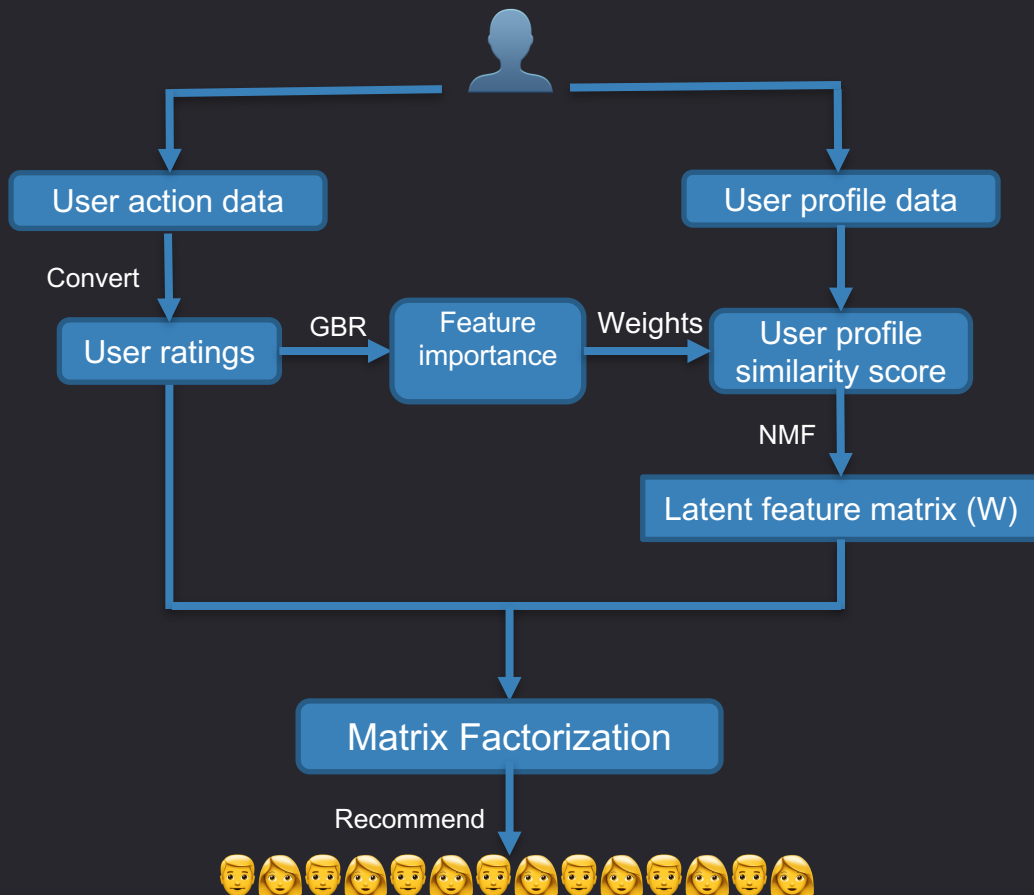 User action data
User profile data
Convert
User ratings
GBR
Feature
importance
Weights
User profile
similarity score
NMF
Latent feature matrix (W)
Matrix Factorization
Recommend